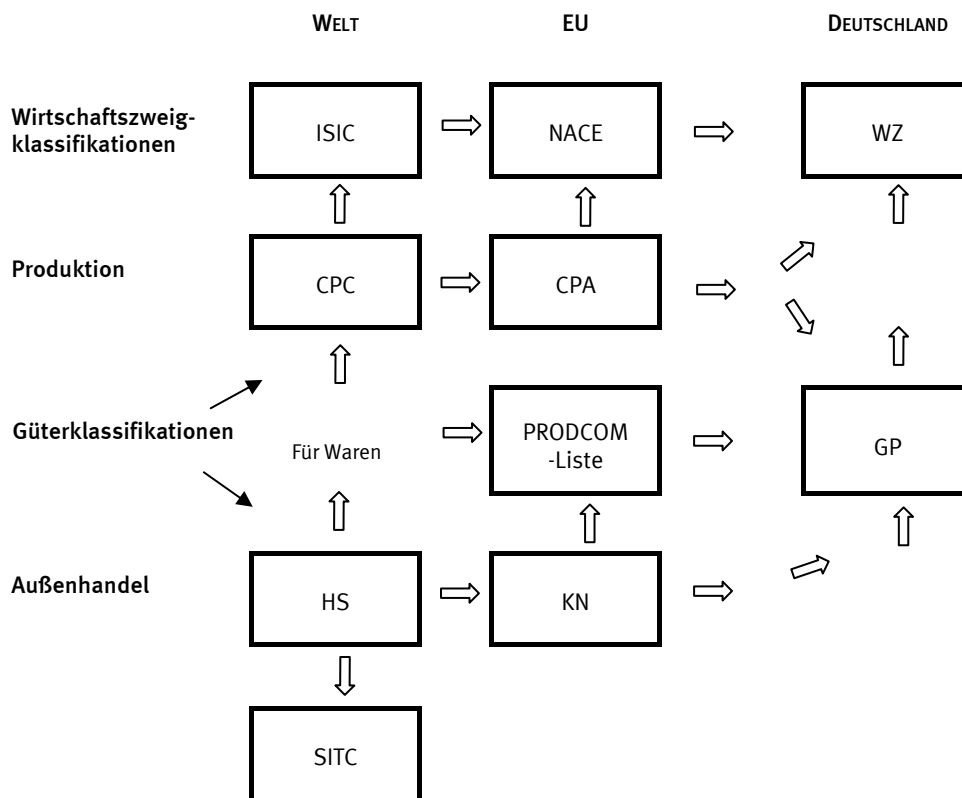 WELT EU DEUTSCHLAND
Wirtschaftszweig-
klassifikationen
ISIC NACE WZ
Produktion
CPC CPA
Güterklassifikationen
Für Waren
PRODCOM
-Liste
GP
Außenhandel
HS KN
SITC